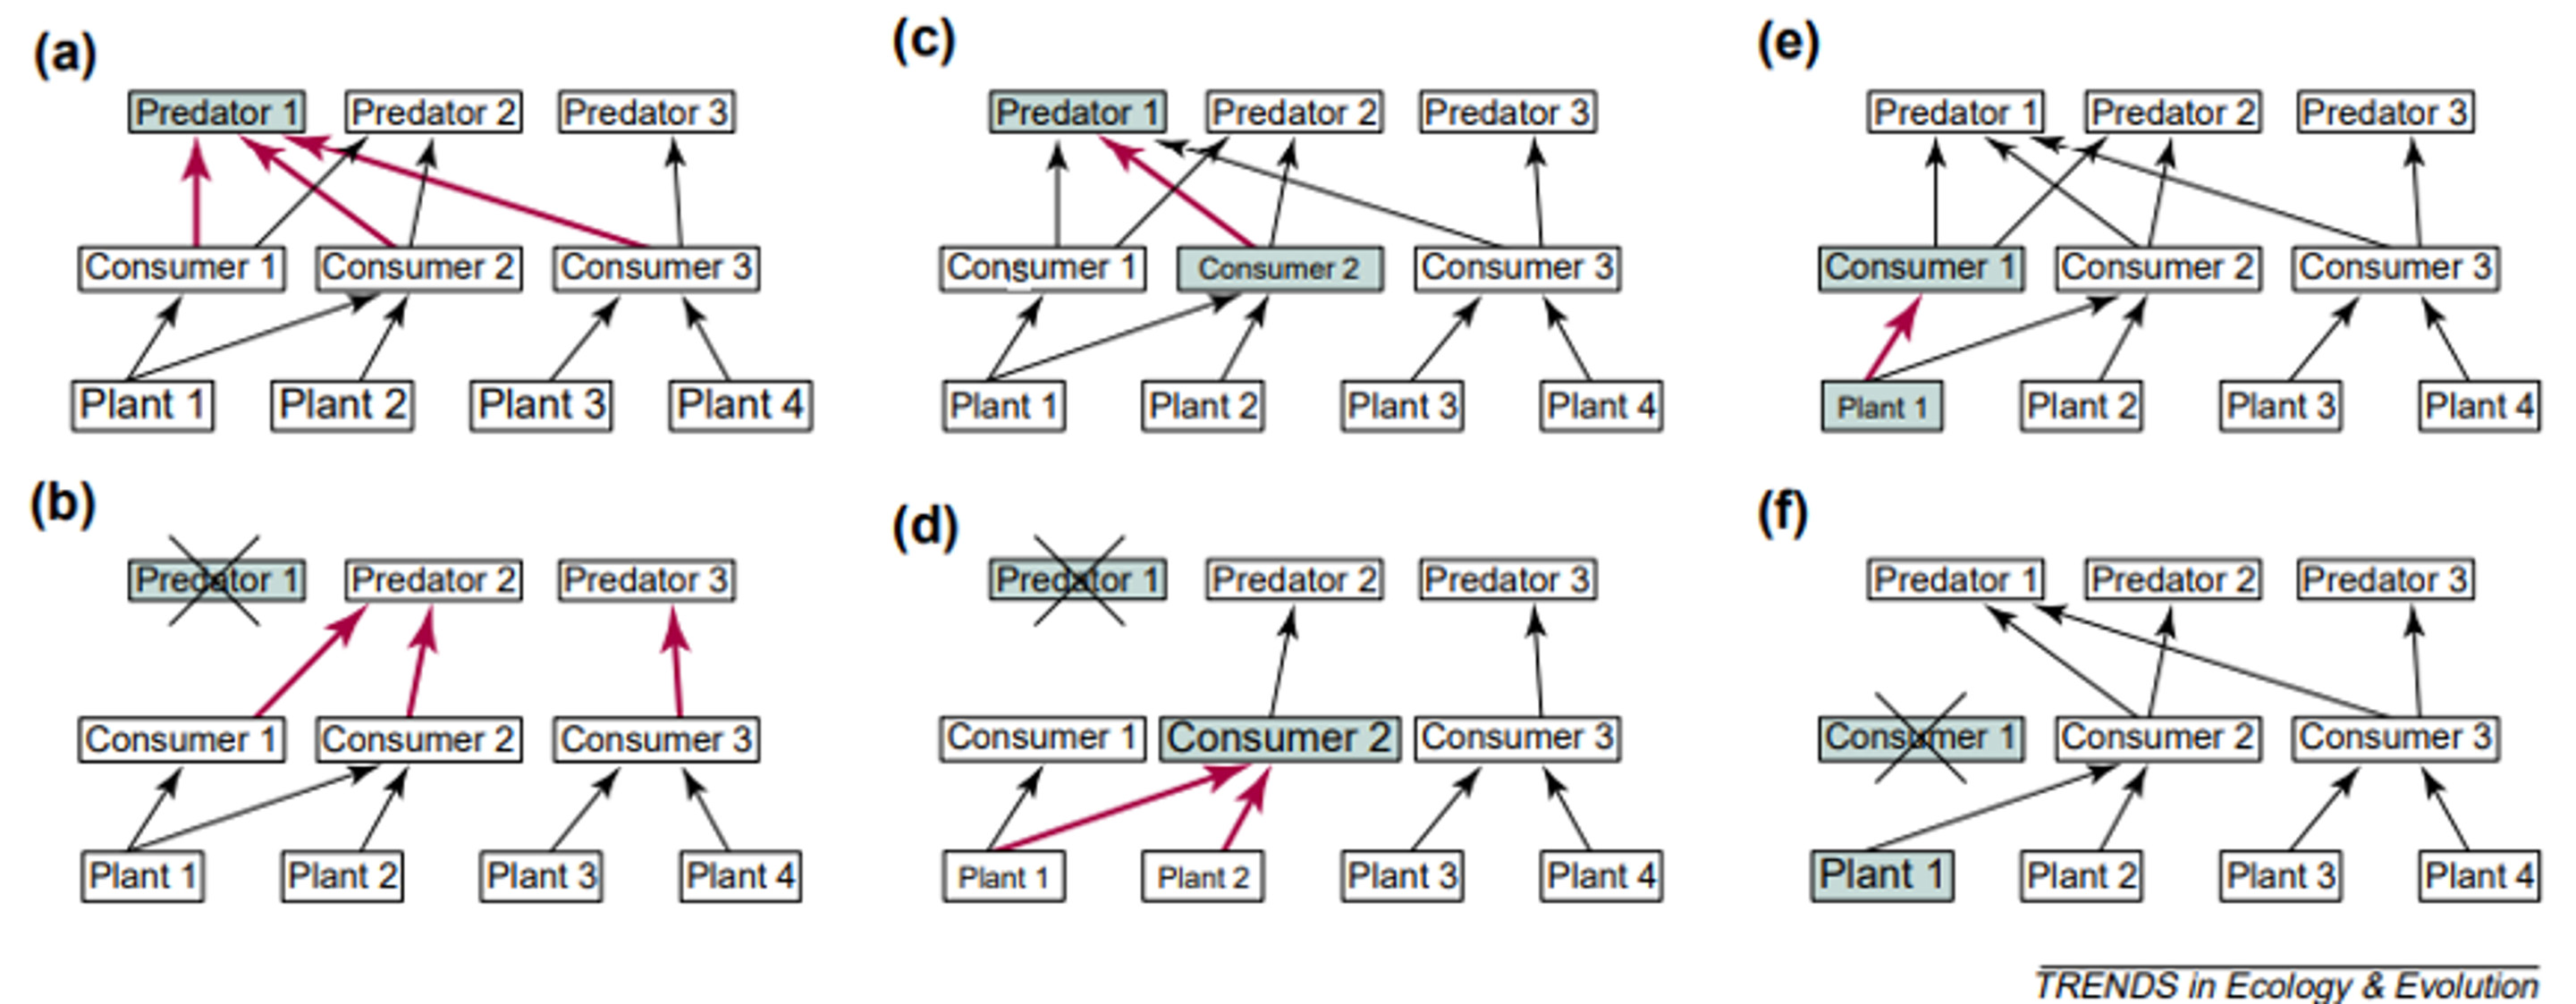 (a)
Predator 1 Predator 2 Predator 3
Consumer 1 Consumer 2 Consumer 3
Plant 1 Plant 2 Plant 3 Plant 4
(b)
Predator 1 Predator 2 Predator 3
Consumer 1 Consumer 2 Consumer 3
Plant 1 Plant 2 Plant 3 Plant 4
(c)
Predator 1 Predator 2 Predator 3
Consumer 1 Consumer 2 Consumer 3
Plant 1 Plant 2 Plant 3 Plant 4
(d)
Predator 1 Predator 2 Predator 3
Consumer 1 Consumer 2 Consumer 3
Plant 1 Plant 2 Plant 3 Plant 4
(e)
Predator 1 Predator 2 Predator 3
Consumer 1 Consumer 2 Consumer 3
Plant 1 Plant 2 Plant 3 Plant 4
(f)
Predator 1 Predator 2 Predator 3
Consumer 1 Consumer 2 Consumer 3
Plant 1 Plant 2 Plant 3 Plant 4
TRENDS in Ecology & Evolution